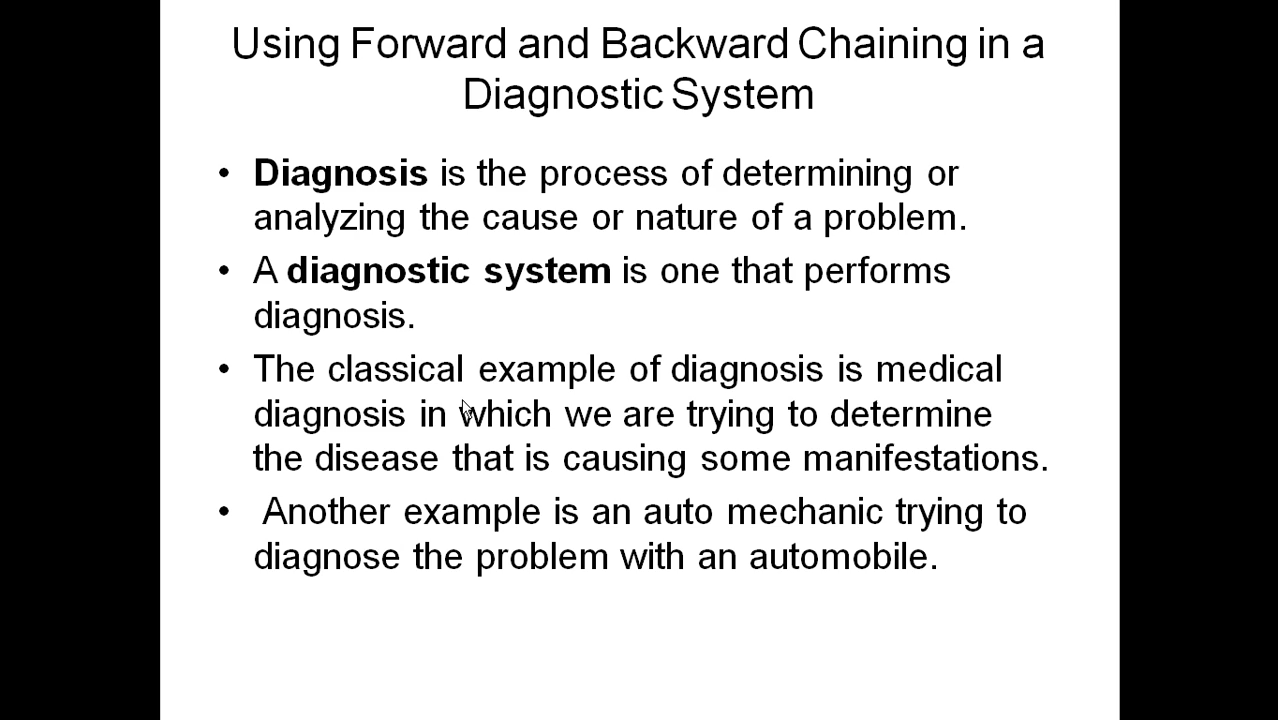 Using Forward and Backward Chaining in a
Diagnostic System
• Diagnosis is the process of determining or
analyzing the cause or nature of a problem.
• A diagnostic system is one that performs
diagnosis.
• The classical example of diagnosis is medical
diagnosis in which we are trying to determine
the disease that is causing some manifestations.
• Another example is an auto mechanic trying to
diagnose the problem with an automobile.